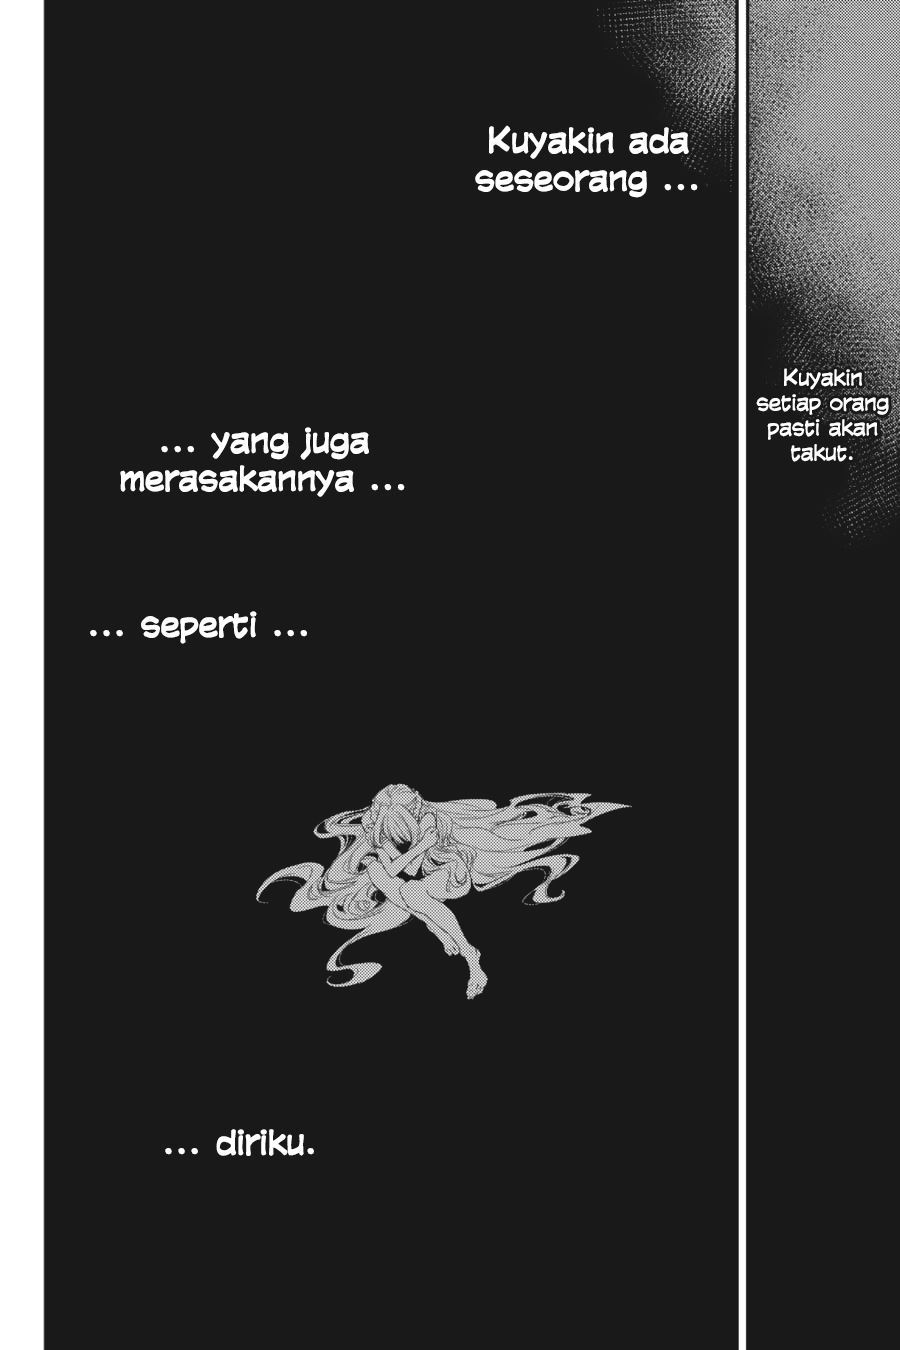 Kuyakin
setiap orang
pasti akan
takut.
Kuyakin ada
seseorang ...
... yang juga
merasakannya ...
... seperti ...
... diriku.